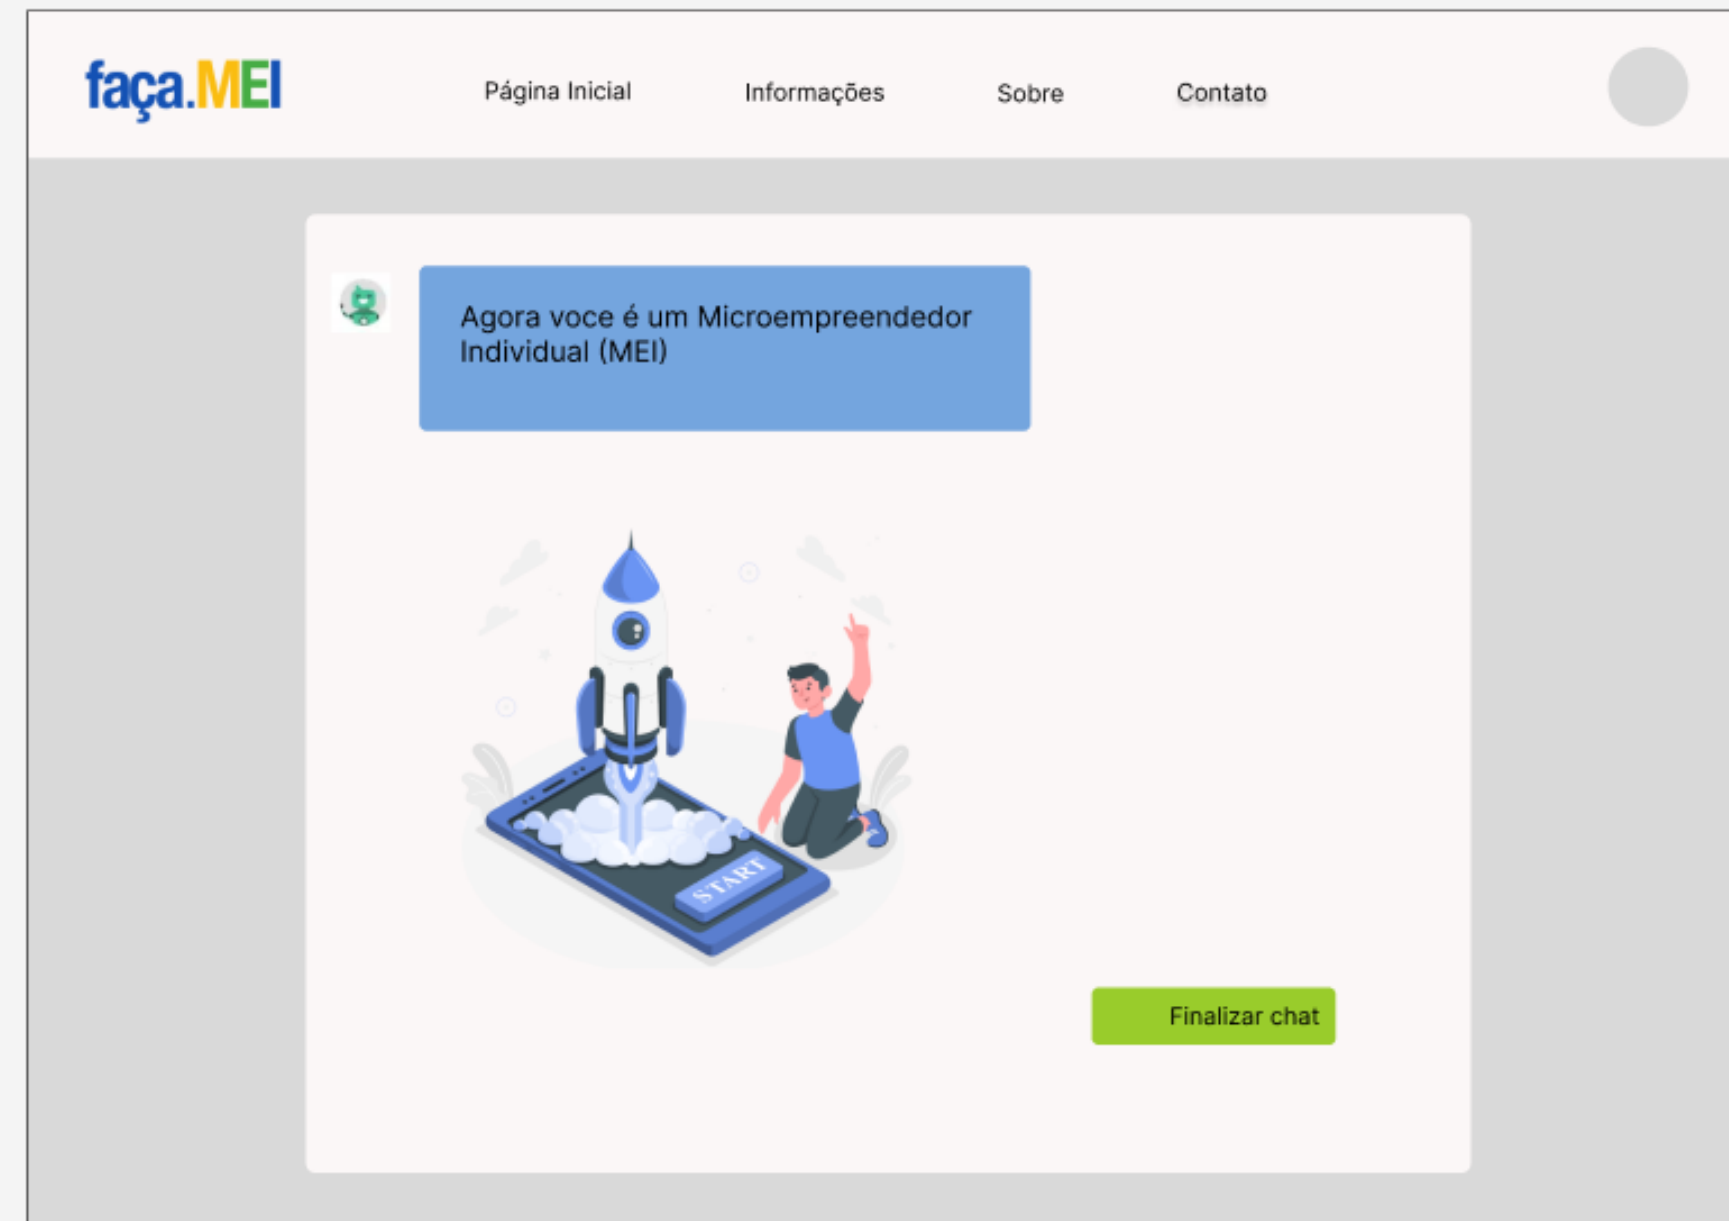 faça.MEI
Página Inicial
Informações
Sobre
Contato
Agora voce é um Microempreendedor
Individual (MEI)
START
Finalizar chat